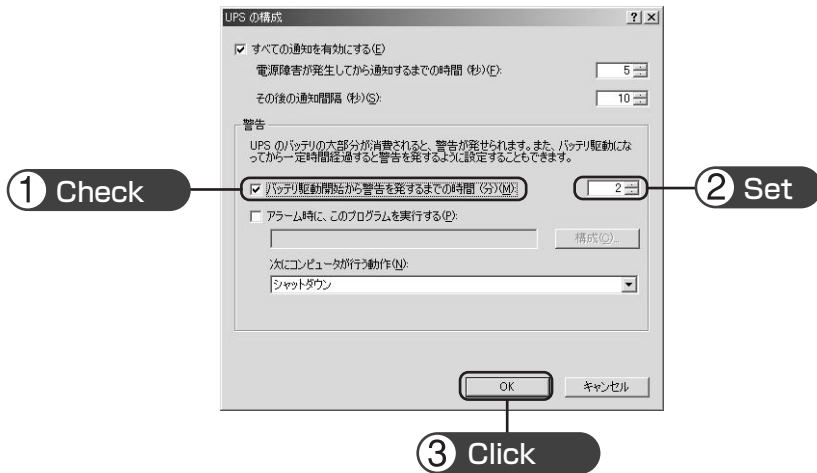 UPS の構成
すべての通知を有効にする(E)
電源障害が発生してから通知するまでの時間 (秒)(F):
5
その後の通知間隔 (秒)(S):
10
警告
UPS のバッテリの大部分が消費されると、警告が発せられます。また、バッテリ駆動にな
ってから一定時間経過すると警告を発するように設定することもできます。
① Check
バッテリ駆動開始から警告を発するまでの時間 (分)(M):
2
② Set
アラーム時に、このプログラムを実行する(P):
構成(O)...
次にコンピュータが行う動作(N):
シャットダウン
OK
キャンセル
③ Click